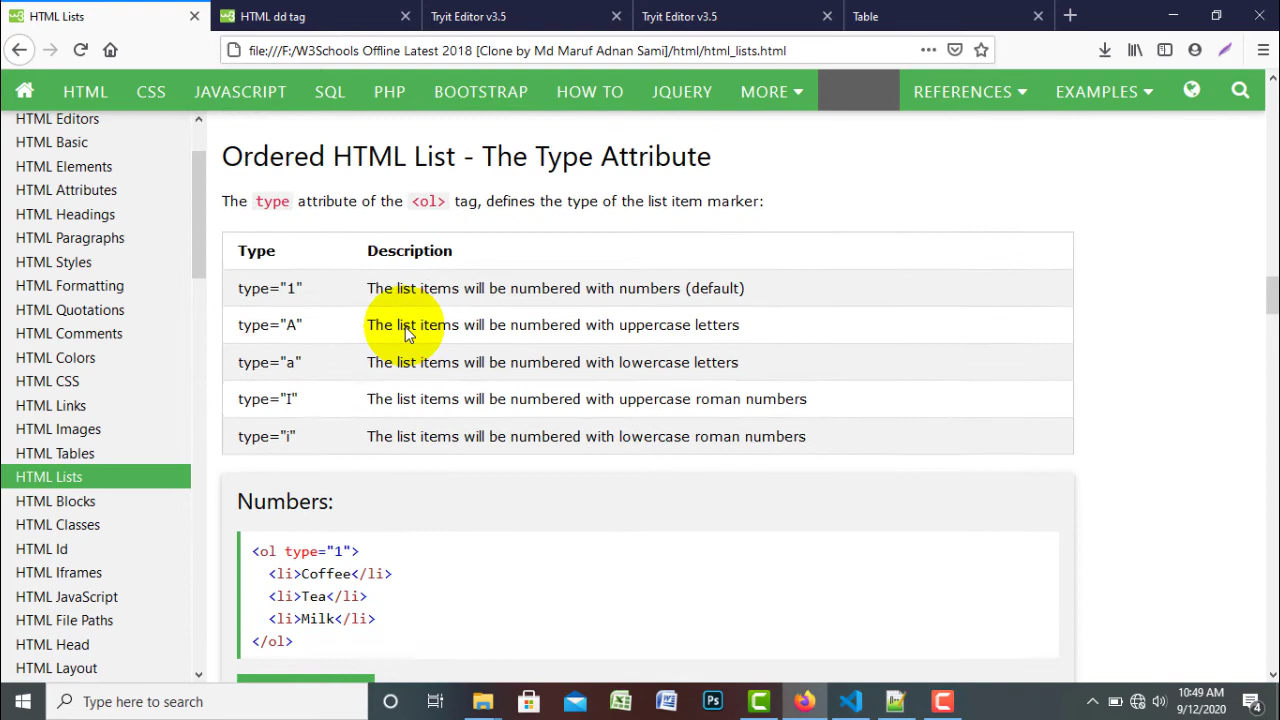 HTML Lists
HTML dd tag
Tryit Editor v3.5
Tryit Editor v3.5
Table
file:///F:/W3Schools Offline Latest 2018 [Clone by Md Maruf Adnan Sami]/html/html_lists.html
HTML CSS JAVASCRIPT SQL PHP BOOTSTRAP HOW TO JQUERY MORE REFERENCES EXAMPLES
HTML Editors
HTML Basic
HTML Elements
HTML Attributes
HTML Headings
HTML Paragraphs
HTML Styles
HTML Formatting
HTML Quotations
HTML Comments
HTML Colors
HTML CSS
HTML Links
HTML Images
HTML Tables
HTML Lists
HTML Blocks
HTML Classes
HTML Id
HTML Iframes
HTML JavaScript
HTML File Paths
HTML Head
HTML Layout
Ordered HTML List - The Type Attribute
The type attribute of the <ol> tag, defines the type of the list item marker:
Type Description
type="1" The list items will be numbered with numbers (default)
type="A" The list items will be numbered with uppercase letters
type="a" The list items will be numbered with lowercase letters
type="I" The list items will be numbered with uppercase roman numbers
type="i" The list items will be numbered with lowercase roman numbers
Numbers:
<ol type="1">
<li>Coffee</li>
<li>Tea</li>
<li>Milk</li>
</ol>
Type here to search
10:49 AM
9/12/2020
4